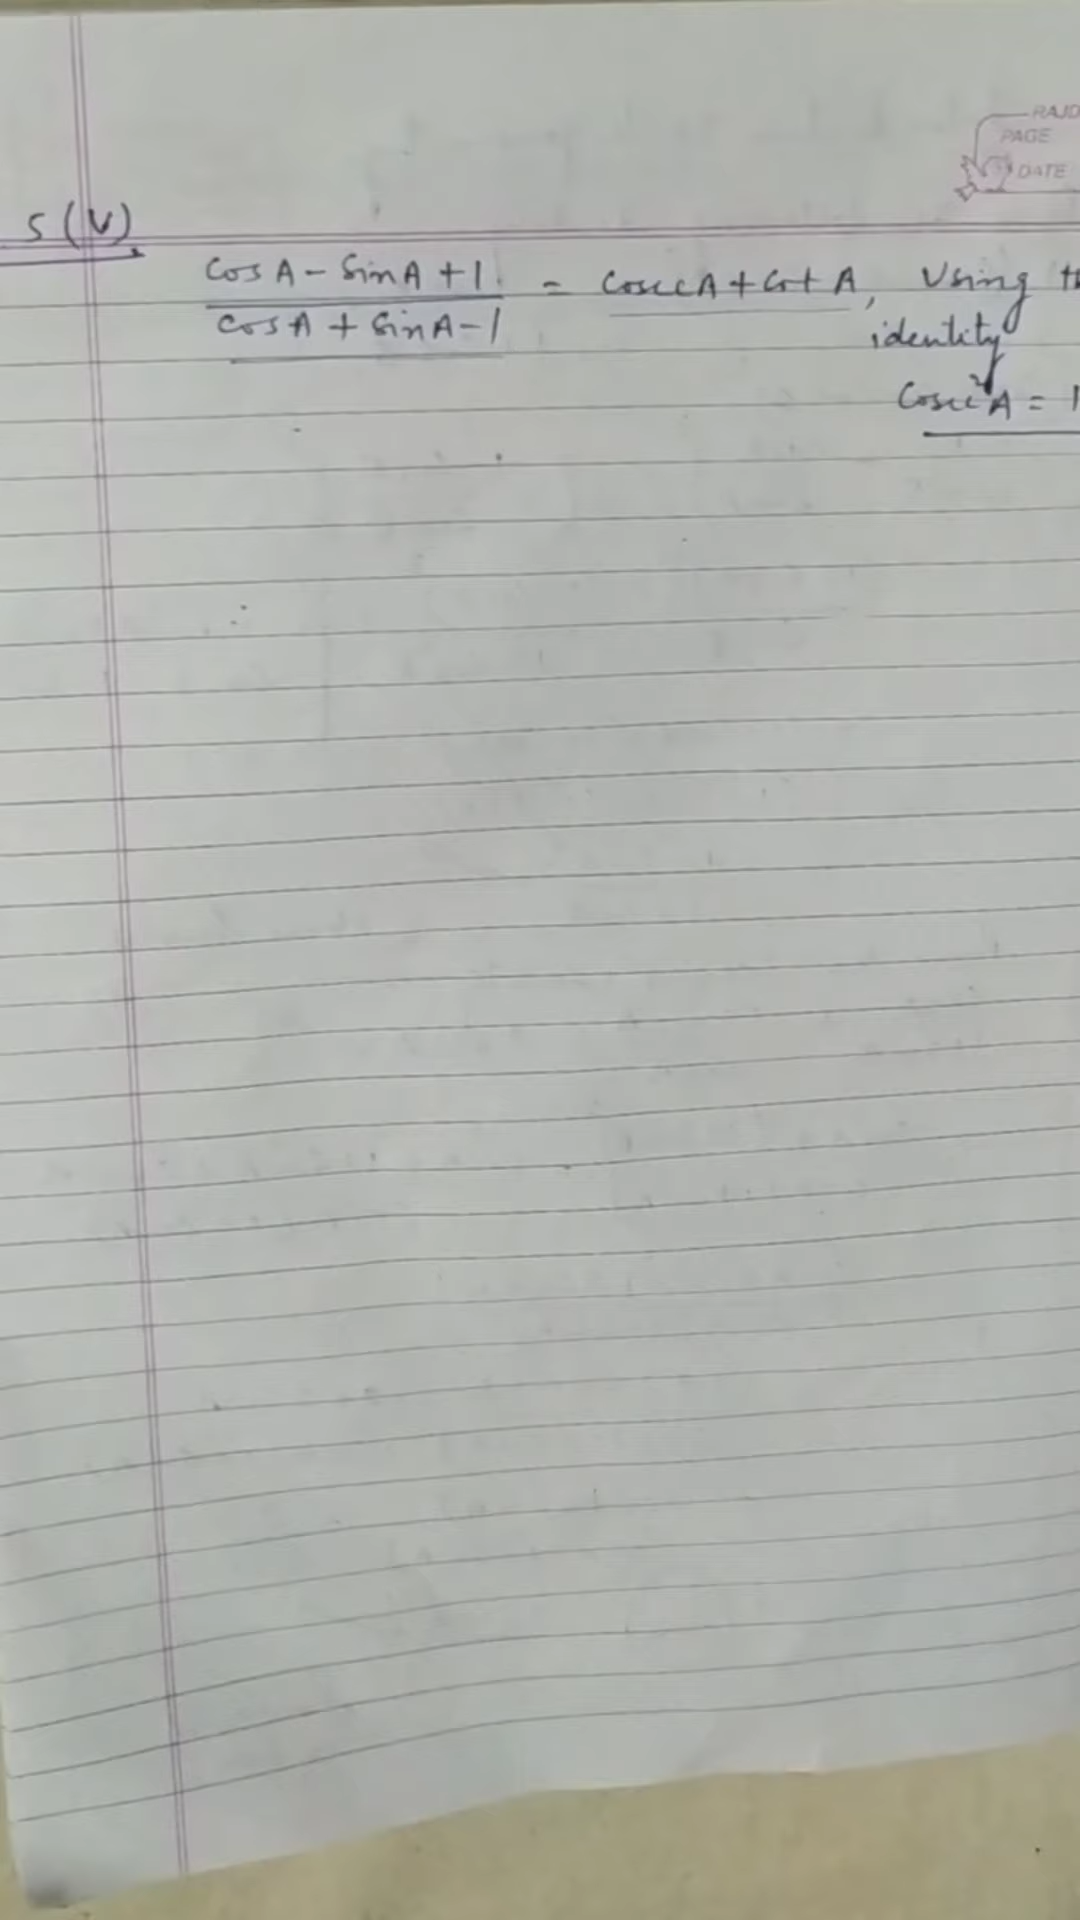 RAJD
PAGE
DATE
5(V)
cos A - sin A + 1 = cosec A + cot A, Using
cos A + sin A - 1
identity
Cosec²A = 1